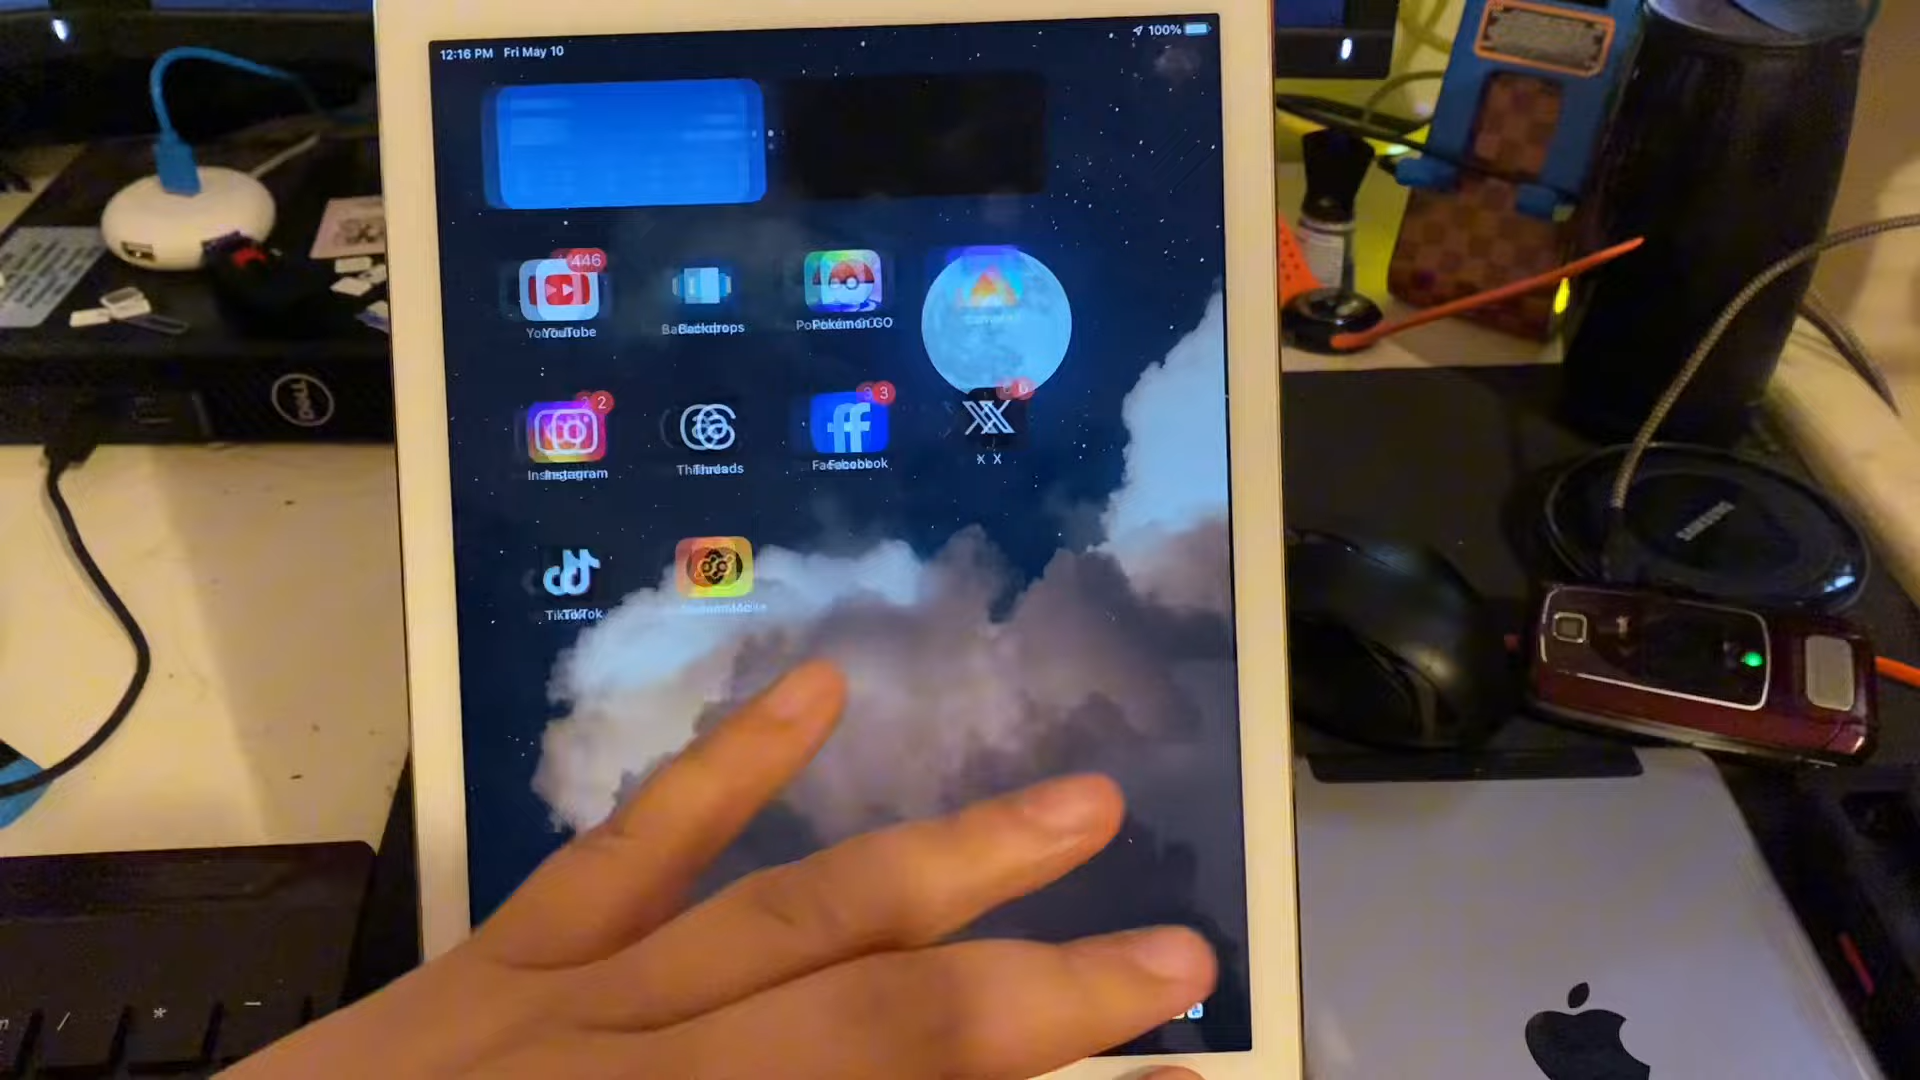 12:16 PM Fri May 10
100%
446
YouTube
Backdrops
Pokémon GO
2
3
6
Instagram
Threads
Facebook
X
TikTok
DELL
SAMSUNG
/ * −